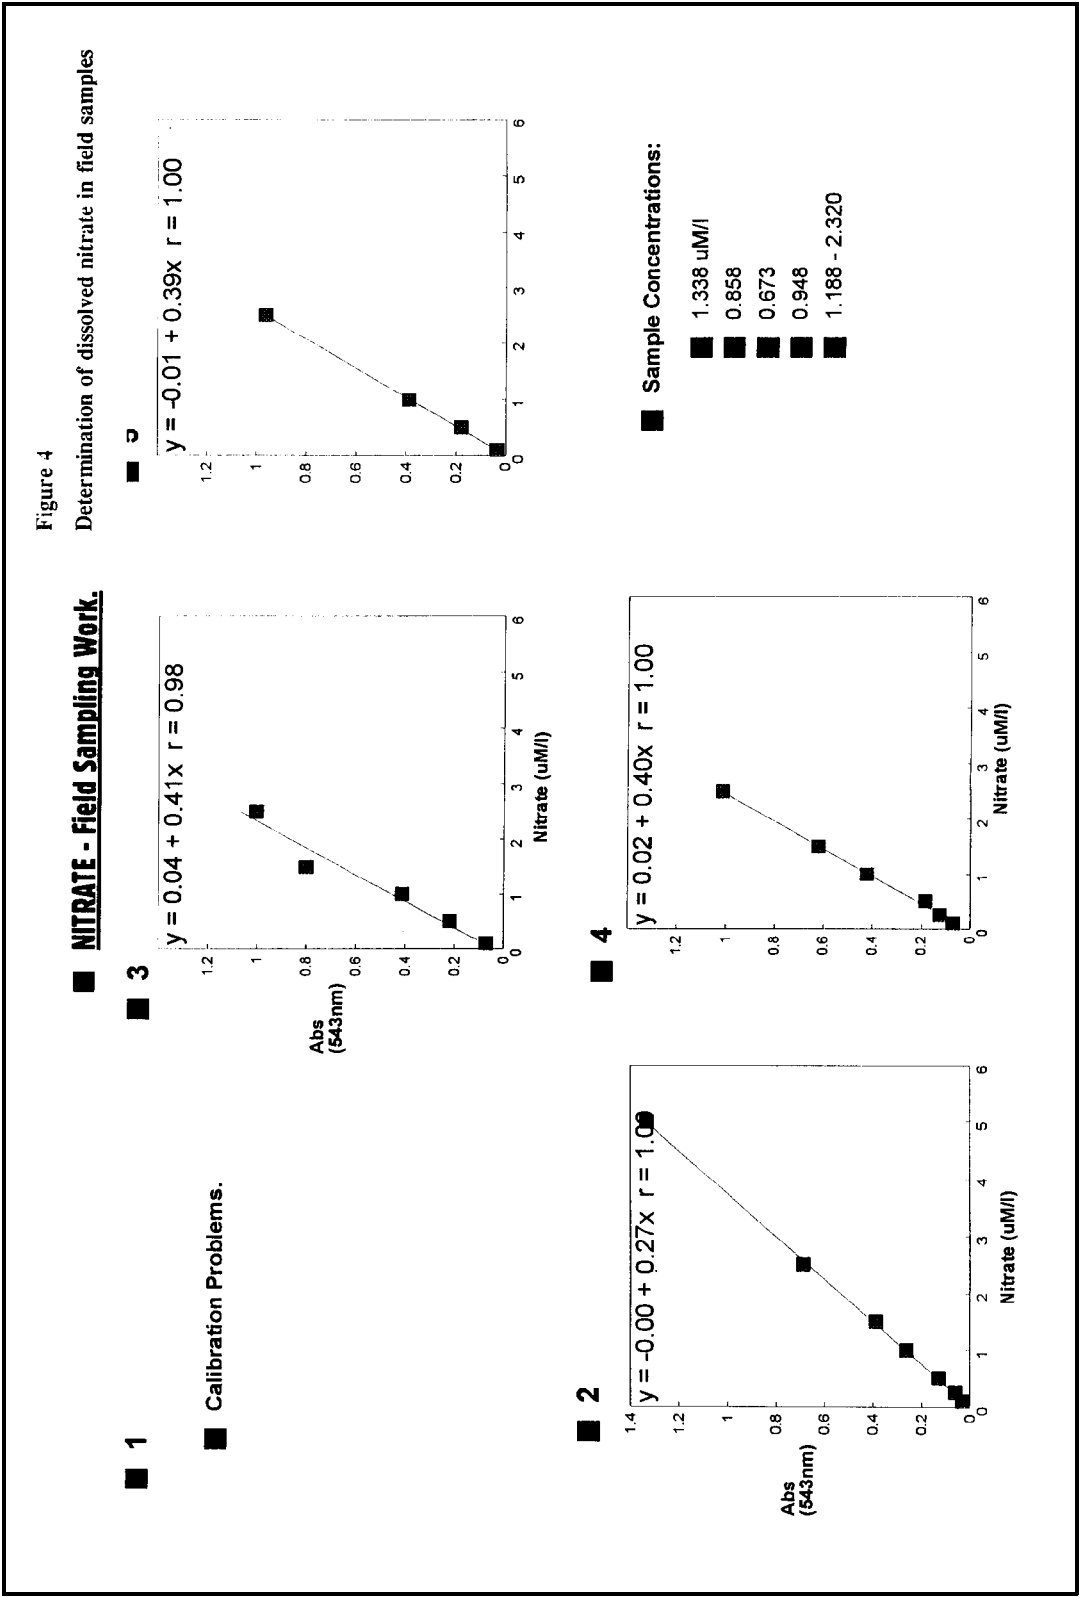 Figure 4
Determination of dissolved nitrate in field samples
NITRATE - Field Sampling Work.
1
Calibration Problems.
3
y = 0.04 + 0.41x r = 0.98
1.2
1
0.8
0.6
0.4
0.2
0
Abs
(543nm)
0 1 2 3 4 5 6
Nitrate (uM/l)
y = -0.01 + 0.39x r = 1.00
1.2
1
0.8
0.6
0.4
0.2
0
0 1 2 3 4 5 6
2
y = -0.00 + 0.27x r = 1.0
1.4
1.2
1
0.8
0.6
0.4
0.2
0
Abs
(543nm)
0 1 2 3 4 5 6
Nitrate (uM/l)
4
y = 0.02 + 0.40x r = 1.00
1.2
1
0.8
0.6
0.4
0.2
0
0 1 2 3 4 5 6
Nitrate (uM/l)
Sample Concentrations:
1.338 uM/l
0.858
0.673
0.948
1.188 - 2.320